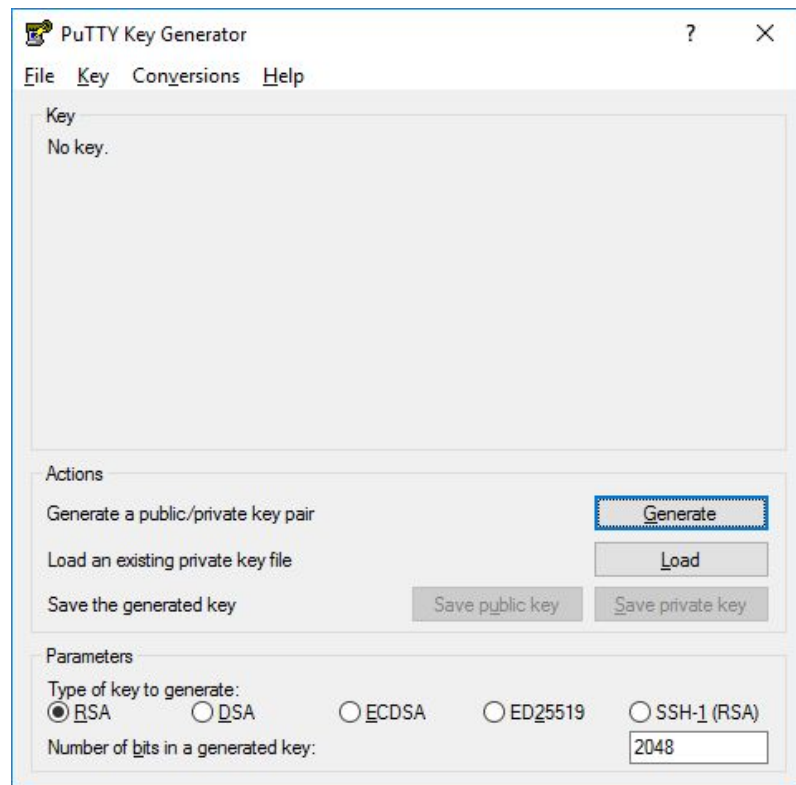 PuTTY Key Generator ? X
File Key Conversions Help
Key
No key.
Actions
Generate a public/private key pair Generate
Load an existing private key file Load
Save the generated key Save public key Save private key
Parameters
Type of key to generate:
RSA DSA ECDSA ED25519 SSH-1 (RSA)
Number of bits in a generated key: 2048